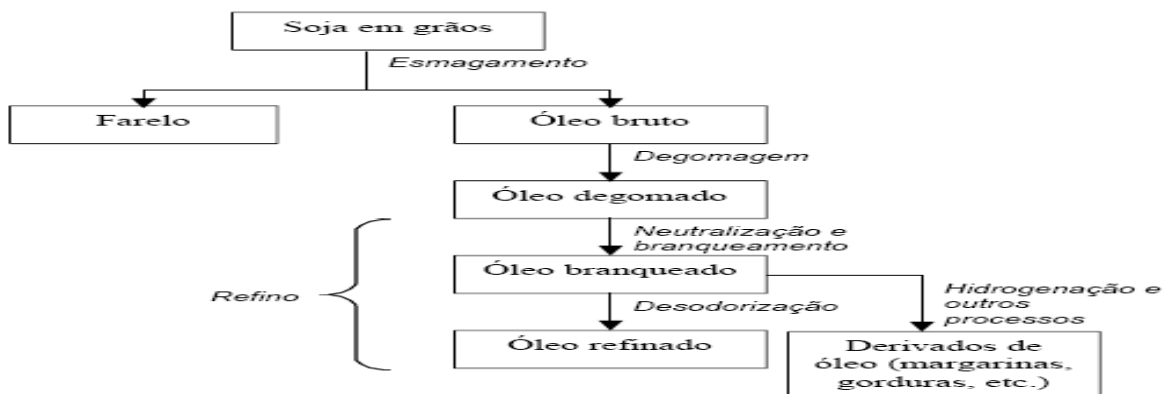 Soja em grãos
Esmagamento
Farelo
Óleo bruto
Degomagem
Óleo degomado
Neutralização e
branqueamento
Óleo branqueado
Refino
Hidrogenação e
outros
processos
Desodorização
Óleo refinado
Derivados de
óleo (margarinas,
gorduras, etc.)